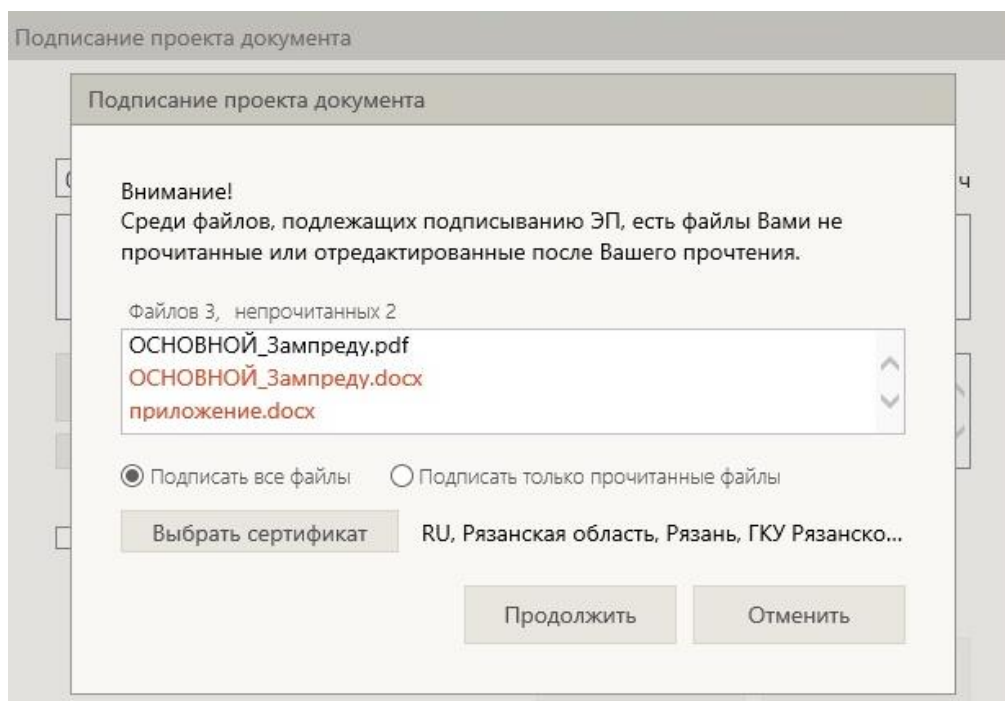 Подписание проекта документа
Подписание проекта документа
ч
Внимание!
Среди файлов, подлежащих подписыванию ЭП, есть файлы Вами не
прочитанные или отредактированные после Вашего прочтения.
Файлов 3, непрочитанных 2
ОСНОВНОЙ_Зампреду.pdf
ОСНОВНОЙ_Зампреду.docx
приложение.docx
Подписать все файлы Подписать только прочитанные файлы
Выбрать сертификат RU, Рязанская область, Рязань, ГКУ Рязанско...
Продолжить Отменить